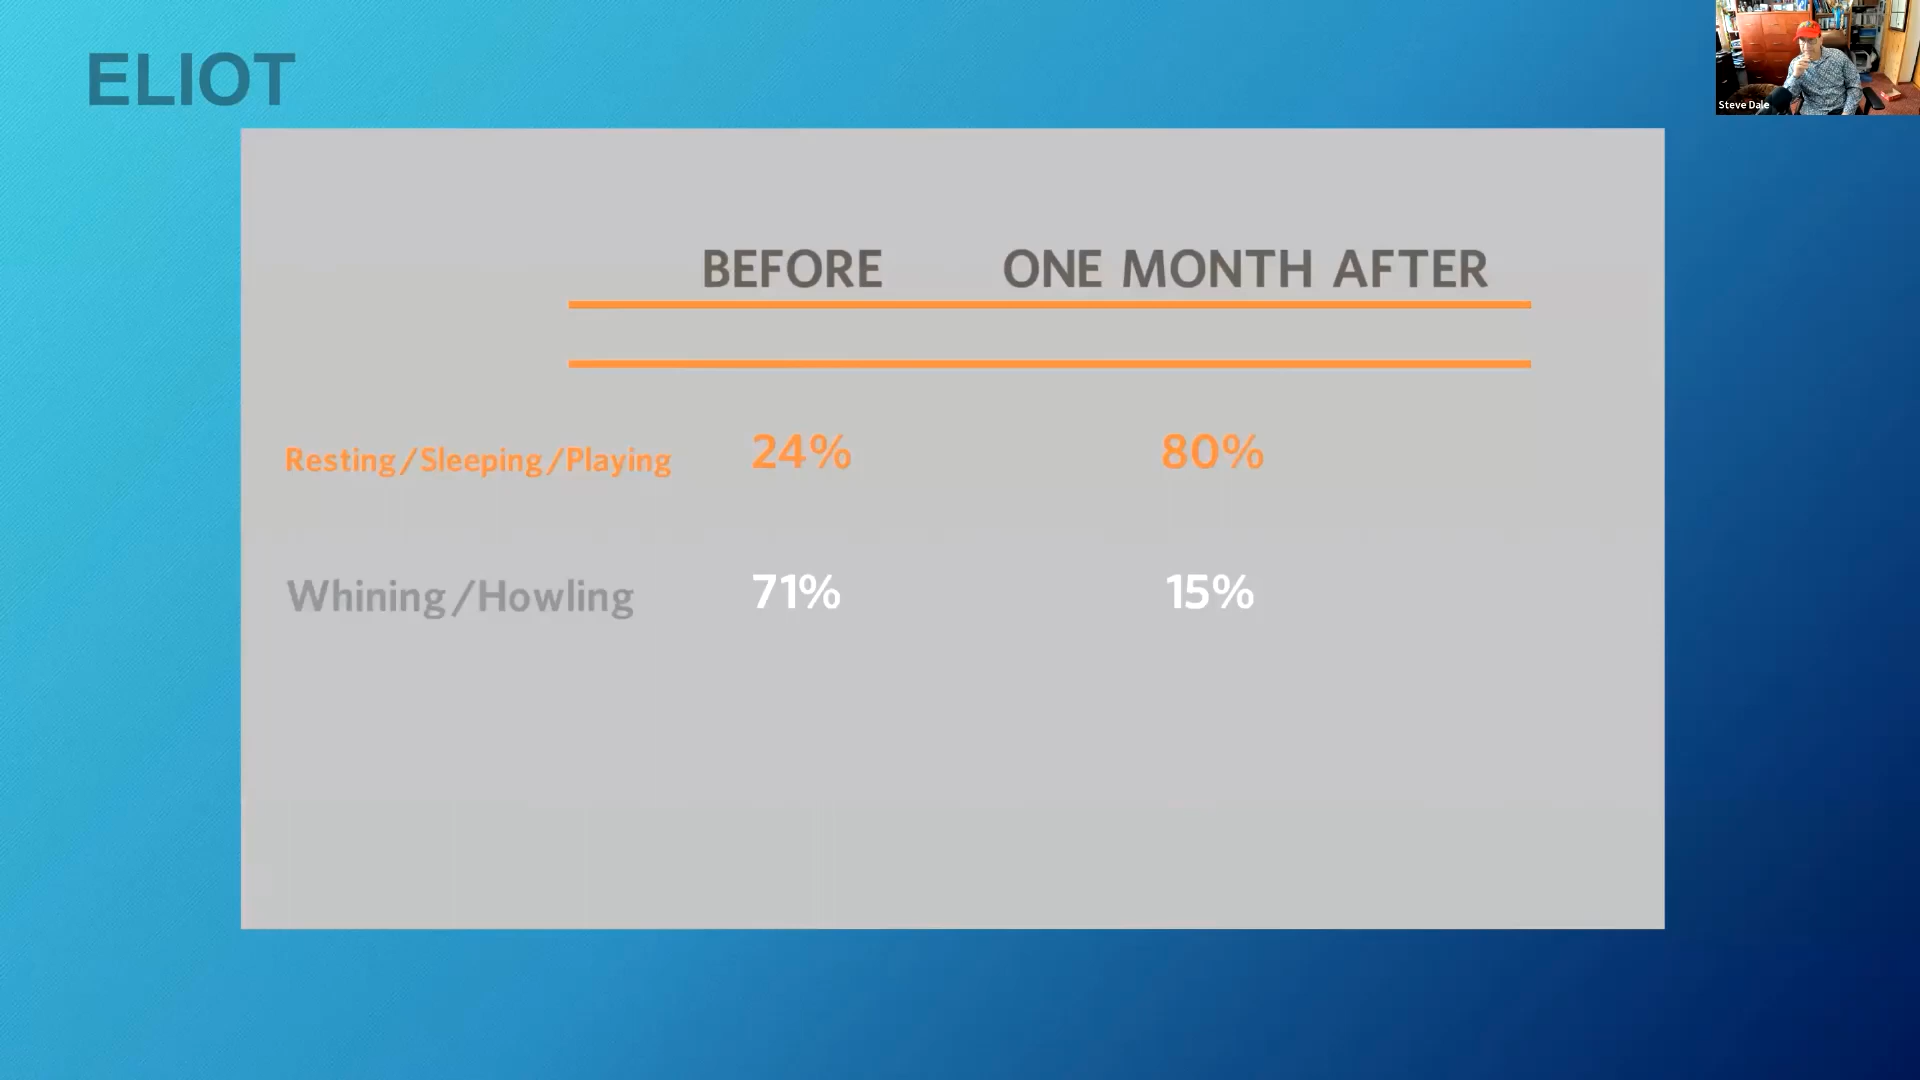 ELIOT
Steve Dale
BEFORE ONE MONTH AFTER
Resting/Sleeping/Playing 24% 80%
Whining/Howling 71% 15%